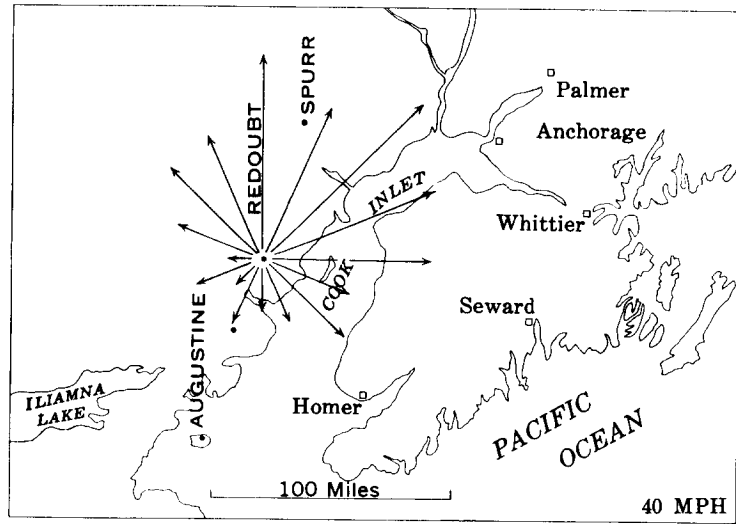 SPURR
Palmer
Anchorage
REDOUBT
INLET
Whittier
COOK
Seward
AUGUSTINE
ILIAMNA
LAKE
Homer
PACIFIC
OCEAN
100 Miles
40 MPH